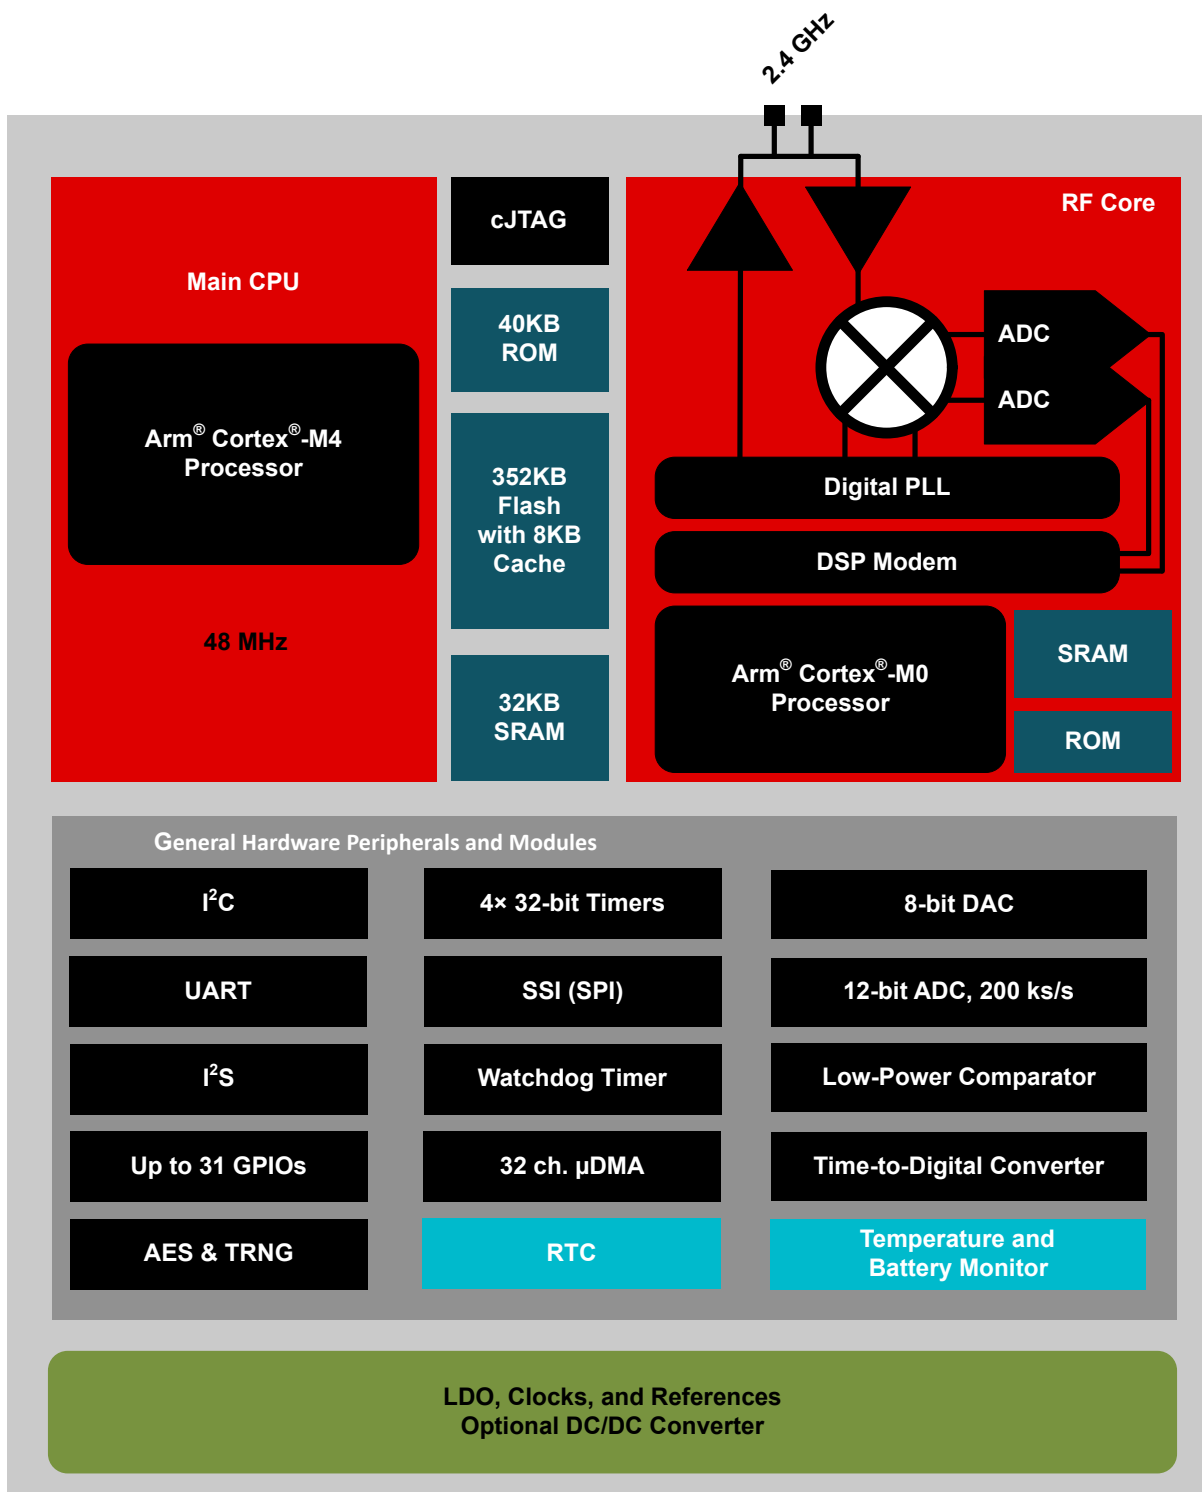 2.4 GHz
Main CPU
Arm® Cortex®-M4
Processor
48 MHz
cJTAG
40KB
ROM
352KB
Flash
with 8KB
Cache
32KB
SRAM
RF Core
ADC
ADC
Digital PLL
DSP Modem
Arm® Cortex®-M0
Processor
SRAM
ROM
General Hardware Peripherals and Modules
I²C
4× 32-bit Timers
8-bit DAC
UART
SSI (SPI)
12-bit ADC, 200 ks/s
I²S
Watchdog Timer
Low-Power Comparator
Up to 31 GPIOs
32 ch. µDMA
Time-to-Digital Converter
AES & TRNG
RTC
Temperature and
Battery Monitor
LDO, Clocks, and References
Optional DC/DC Converter